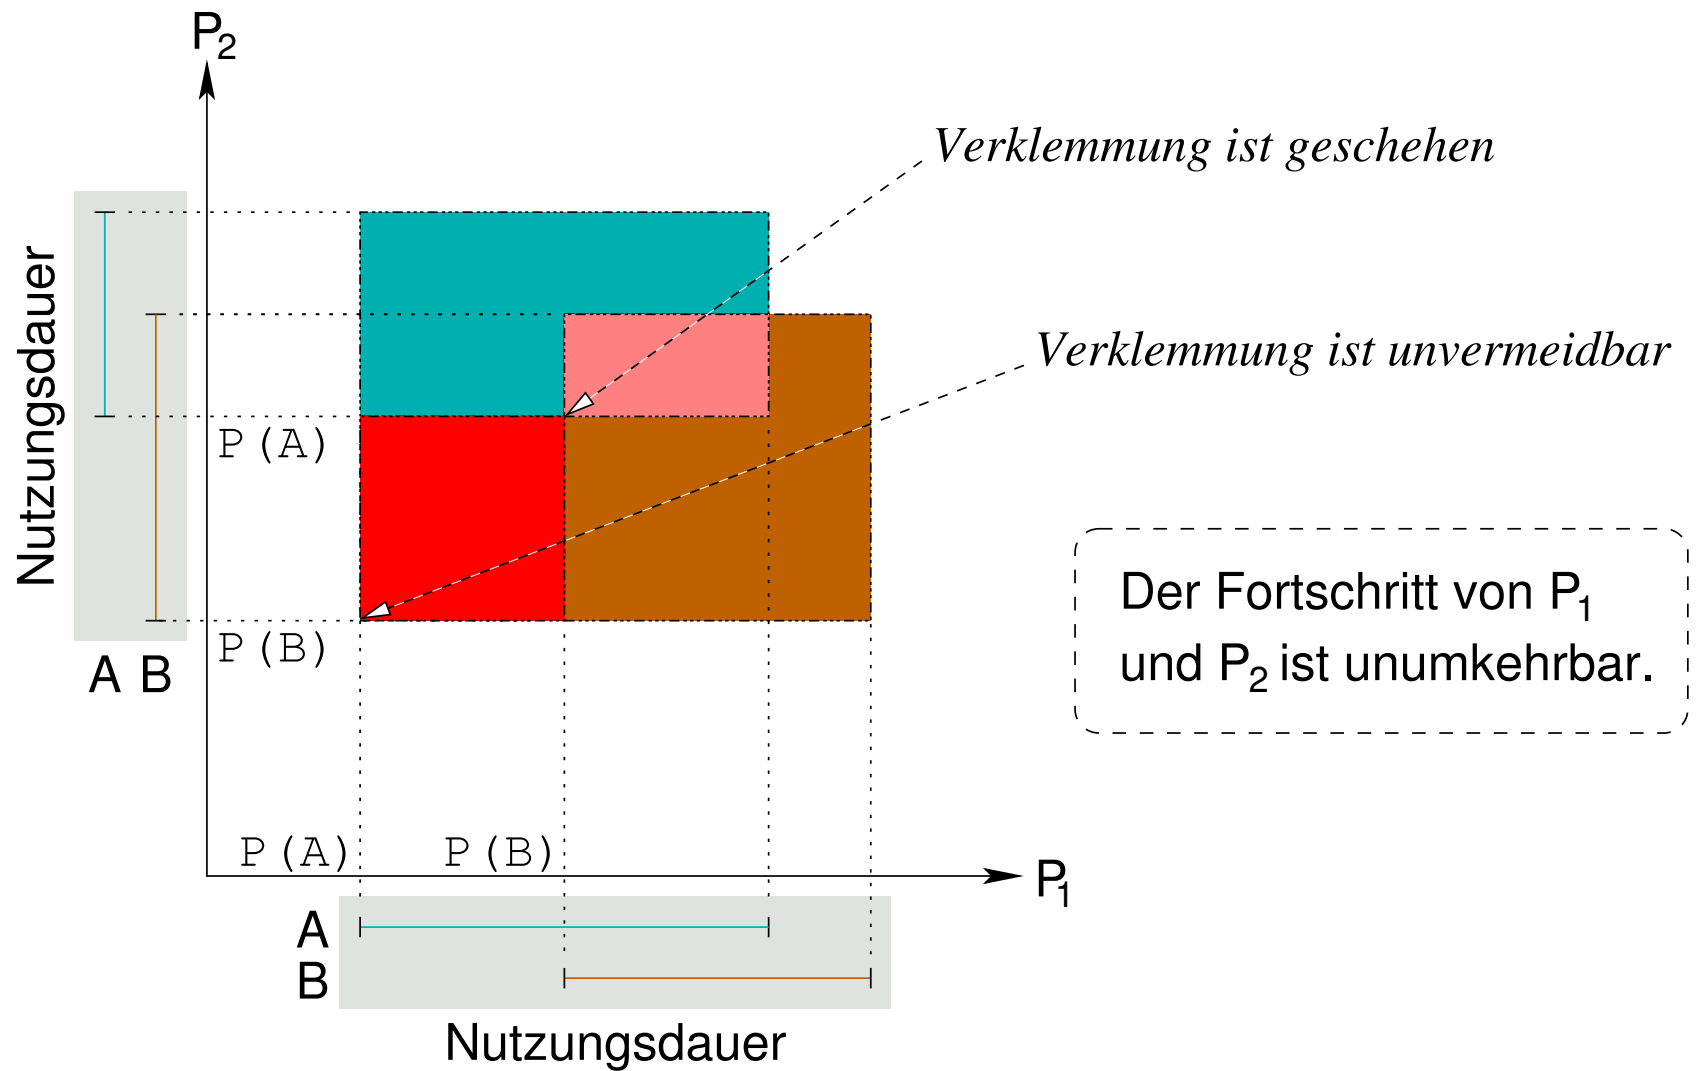 P2
Verklemmung ist geschehen
Verklemmung ist unvermeidbar
Nutzungsdauer
P(A)
P(B)
A B
Der Fortschritt von P1
und P2 ist unumkehrbar.
P(A) P(B)
P1
A
B
Nutzungsdauer